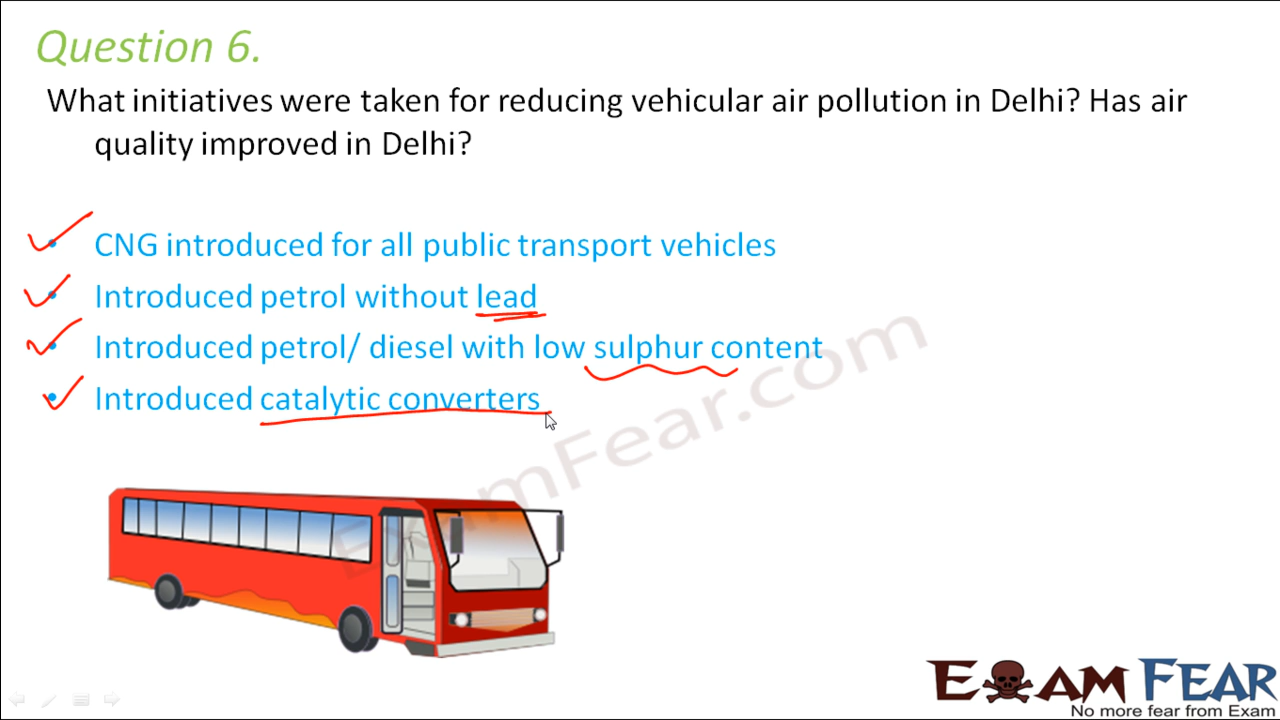 Question 6.
What initiatives were taken for reducing vehicular air pollution in Delhi? Has air
quality improved in Delhi?
• CNG introduced for all public transport vehicles
• Introduced petrol without lead
• Introduced petrol/ diesel with low sulphur content
• Introduced catalytic converters
ExamFear.com
EXAM FEAR
No more fear from Exam